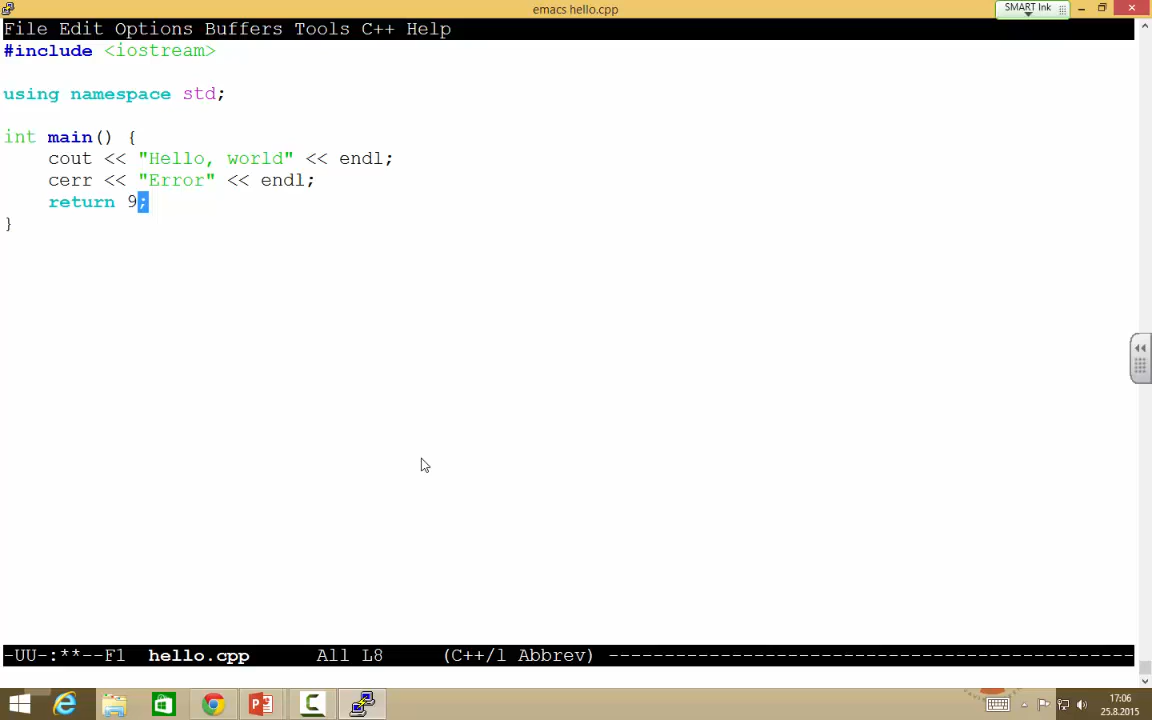 emacs hello.cpp
SMART Ink
File Edit Options Buffers Tools C++ Help
#include <iostream>
using namespace std;
int main() {
    cout << "Hello, world" << endl;
    cerr << "Error" << endl;
    return 9;
}
-UU-:**--F1  hello.cpp      All L8     (C++/l Abbrev) -----------------------------------------------
17:06
25.8.2015